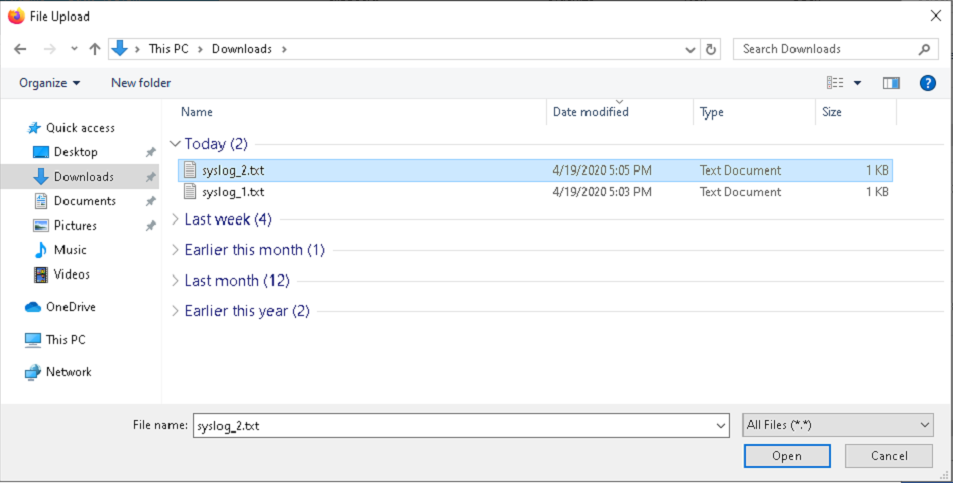 File Upload
This PC > Downloads >
Search Downloads
Organize
New folder
?
Name Date modified Type Size
Quick access
Desktop
Downloads
Documents
Pictures
Music
Videos
OneDrive
This PC
Network
Today (2)
syslog_2.txt 4/19/2020 5:05 PM Text Document 1 KB
syslog_1.txt 4/19/2020 5:03 PM Text Document 1 KB
Last week (4)
Earlier this month (1)
Last month (12)
Earlier this year (2)
File name: syslog_2.txt
All Files (*.*)
Open
Cancel